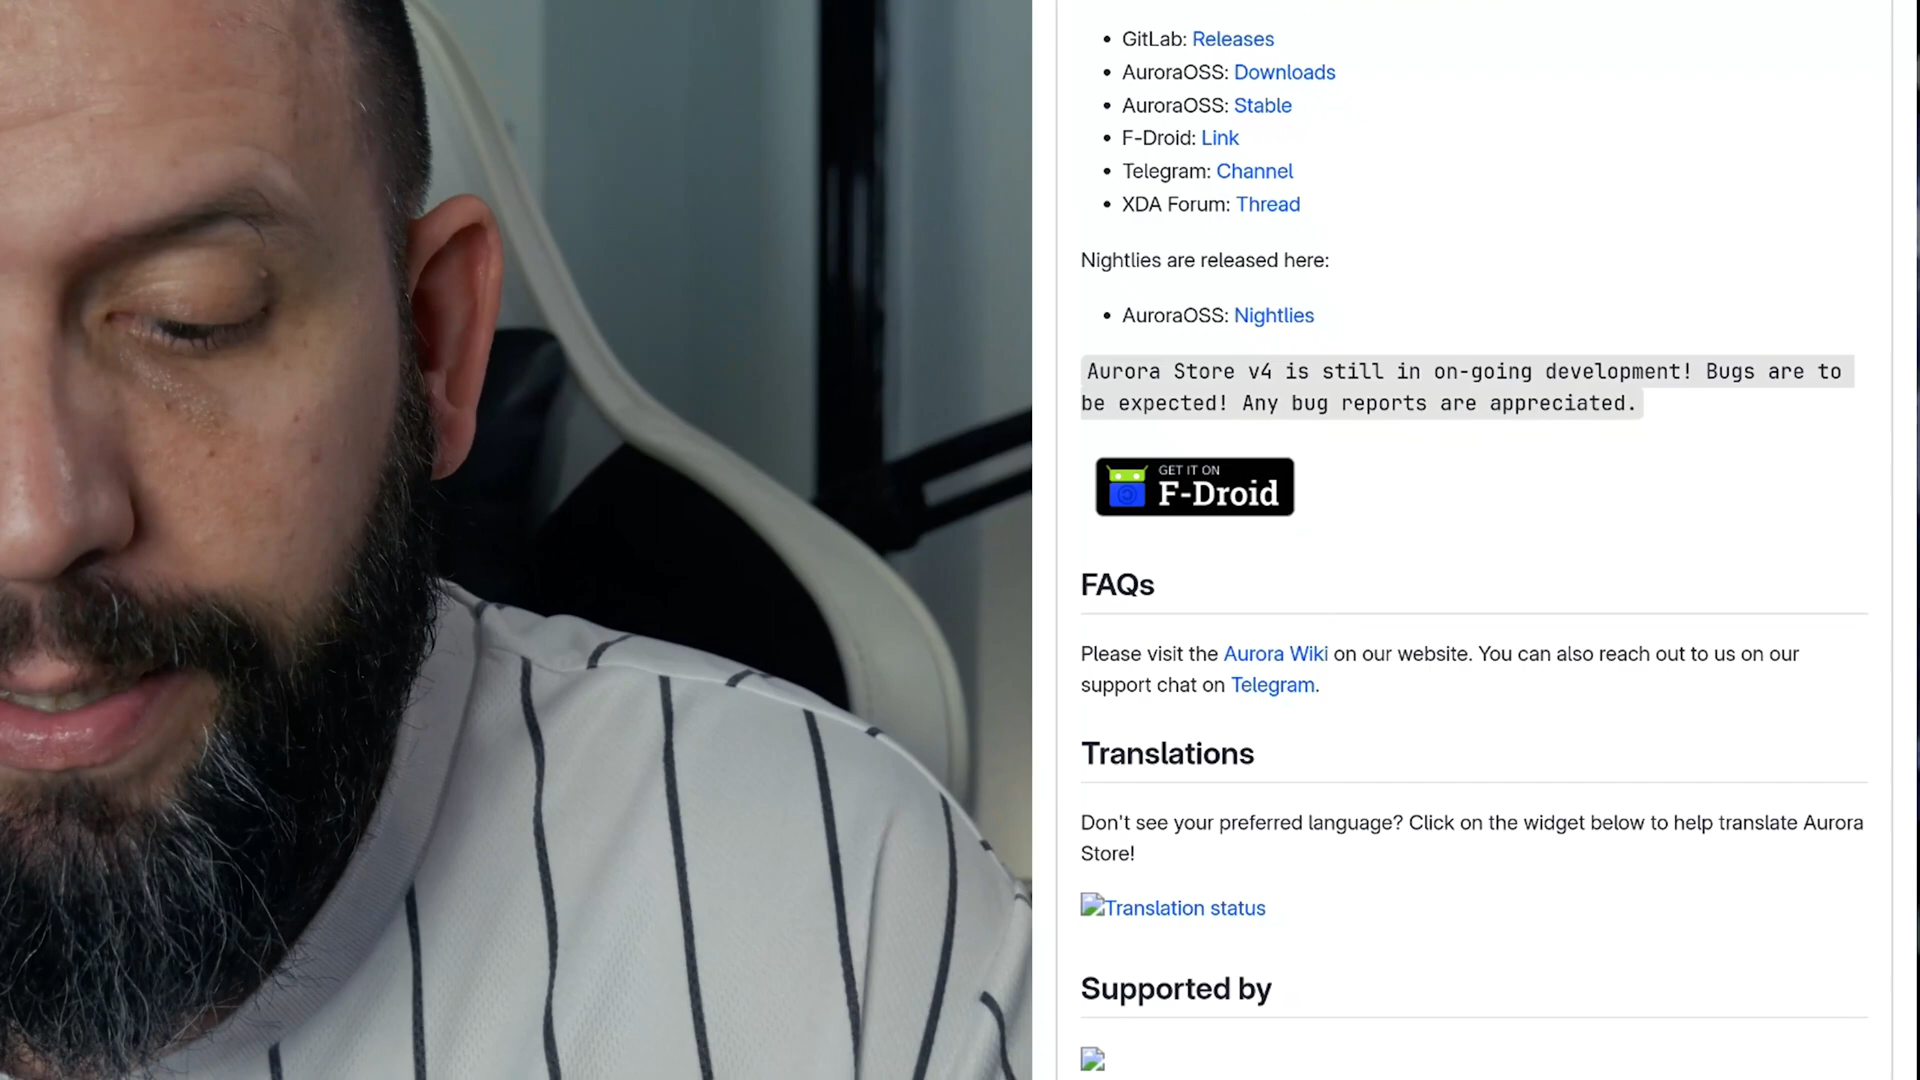 GitLab: Releases
AuroraOSS: Downloads
AuroraOSS: Stable
F-Droid: Link
Telegram: Channel
XDA Forum: Thread
Nightlies are released here:
AuroraOSS: Nightlies
Aurora Store v4 is still in on-going development! Bugs are to
be expected! Any bug reports are appreciated.
GET IT ON
F-Droid
FAQs
Please visit the Aurora Wiki on our website. You can also reach out to us on our
support chat on Telegram.
Translations
Don't see your preferred language? Click on the widget below to help translate Aurora
Store!
Translation status
Supported by